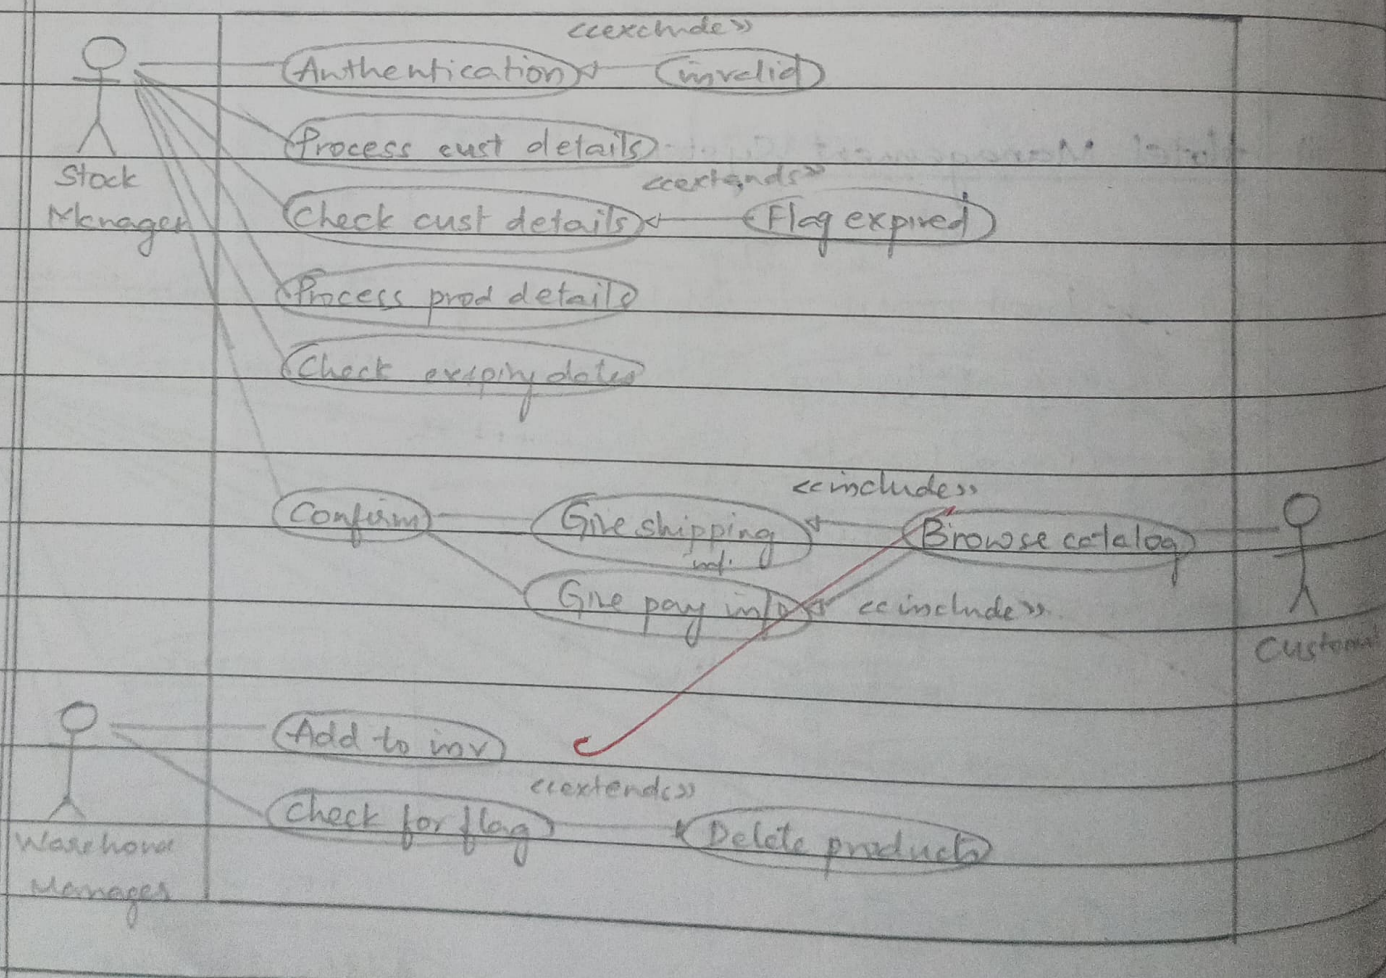 <<exclude>>
Authentication
invalid
Process cust details
<<extends>>
Stock
Manager
Check cust details
Flag expired
Process prod details
Check expiry dates
<<include>>
Confirm
Give shipping
inf.
Browse catalog
Give pay info
<<include>>
Customer
Add to inv
<<extends>>
Check for flag
Delete products
Warehouse
Manager